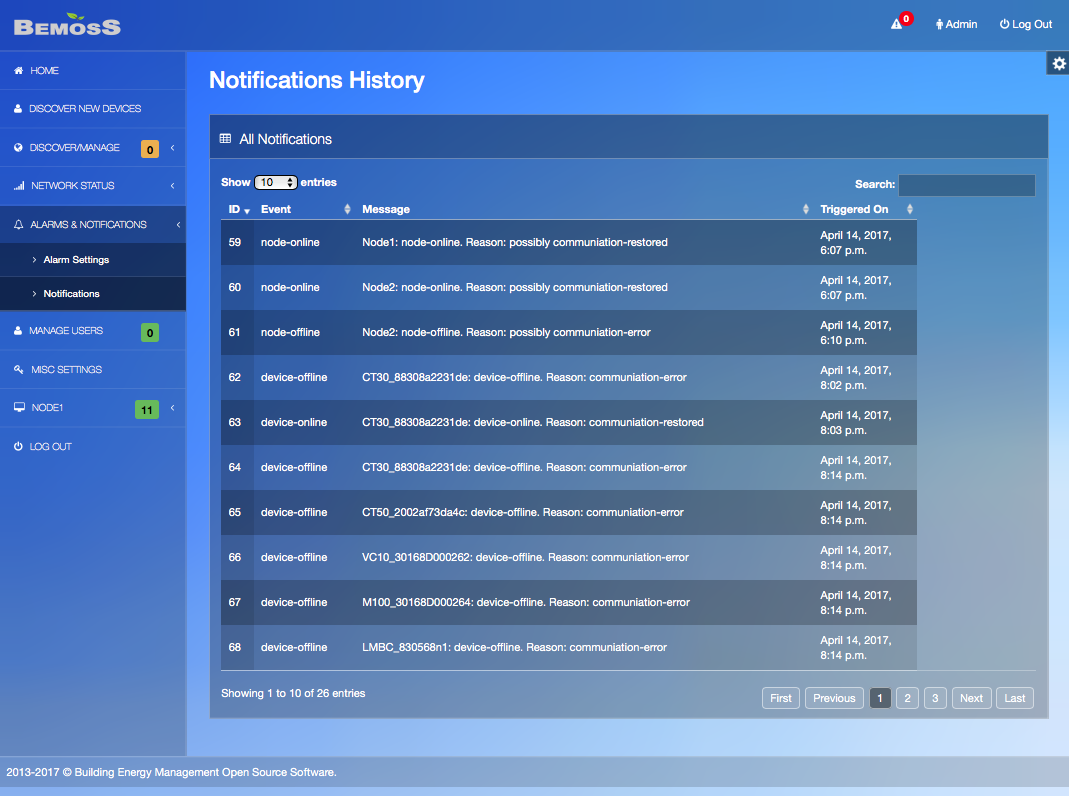 BEMOSS
0
Admin
Log Out
HOME
DISCOVER NEW DEVICES
DISCOVER/MANAGE 0
NETWORK STATUS
ALARMS & NOTIFICATIONS
Alarm Settings
Notifications
MANAGE USERS 0
MISC SETTINGS
NODE1 11
LOG OUT
Notifications History
All Notifications
Show 10 entries
Search:
ID Event Message Triggered On
59 node-online Node1: node-online. Reason: possibly communiation-restored April 14, 2017,
6:07 p.m.
60 node-online Node2: node-online. Reason: possibly communiation-restored April 14, 2017,
6:07 p.m.
61 node-offline Node2: node-offline. Reason: possibly communiation-error April 14, 2017,
6:10 p.m.
62 device-offline CT30_88308a2231de: device-offline. Reason: communiation-error April 14, 2017,
8:02 p.m.
63 device-online CT30_88308a2231de: device-online. Reason: communiation-restored April 14, 2017,
8:03 p.m.
64 device-offline CT30_88308a2231de: device-offline. Reason: communiation-error April 14, 2017,
8:14 p.m.
65 device-offline CT50_2002af73da4c: device-offline. Reason: communiation-error April 14, 2017,
8:14 p.m.
66 device-offline VC10_30168D000262: device-offline. Reason: communiation-error April 14, 2017,
8:14 p.m.
67 device-offline M100_30168D000264: device-offline. Reason: communiation-error April 14, 2017,
8:14 p.m.
68 device-offline LMBC_830568n1: device-offline. Reason: communiation-error April 14, 2017,
8:14 p.m.
Showing 1 to 10 of 26 entries
First Previous 1 2 3 Next Last
2013-2017 © Building Energy Management Open Source Software.